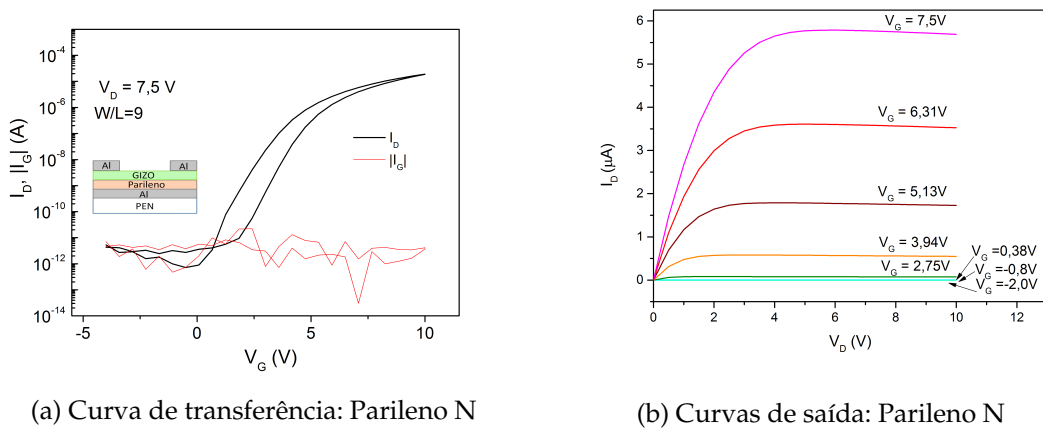 10⁻²
10⁻⁴
10⁻⁶
10⁻⁸
10⁻¹⁰
10⁻¹²
10⁻¹⁴
I_D, |I_G| (A)
V_D = 7,5 V
W/L=9
I_D
|I_G|
Al Al
GIZO
Parileno
Al
PEN
-5 0 5 10
V_G (V)
(a) Curva de transferência: Parileno N
6
5
4
3
2
1
0
I_D (µA)
V_G = 7,5V
V_G = 6,31V
V_G = 5,13V
V_G = 3,94V
V_G = 2,75V
V_G =0,38V
V_G =-0,8V
V_G =-2,0V
0 2 4 6 8 10 12
V_D (V)
(b) Curvas de saída: Parileno N